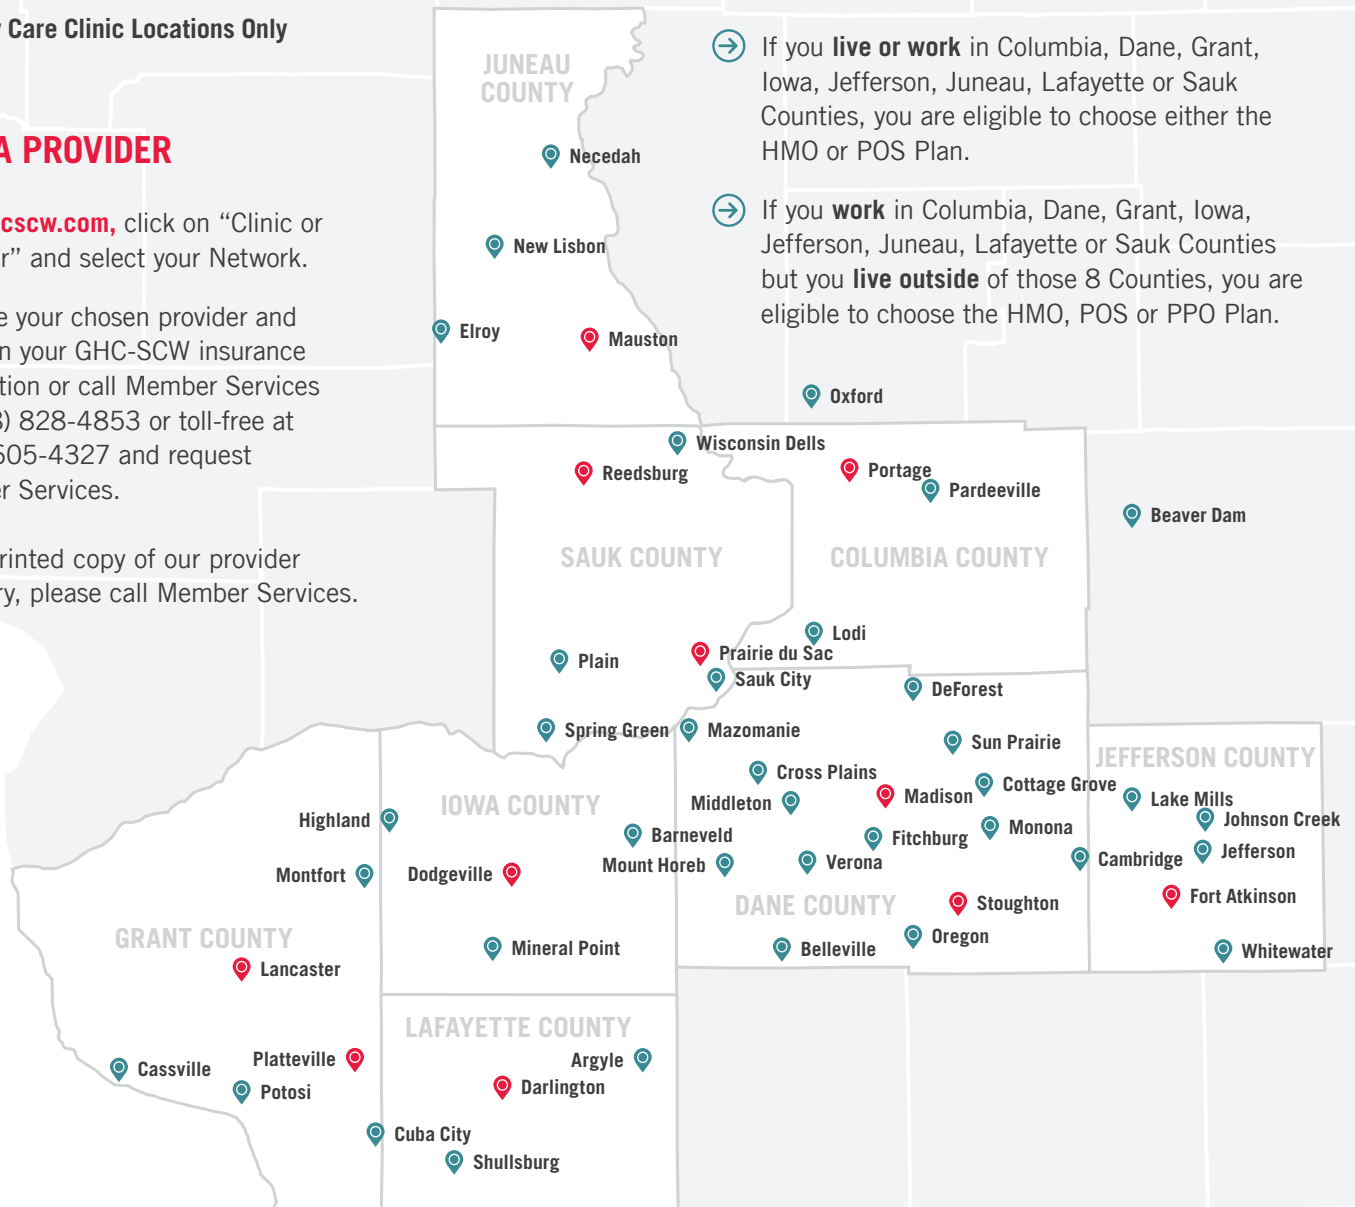 Care Clinic Locations Only
A PROVIDER
cscw.com, click on “Clinic or
r” and select your Network.
e your chosen provider and
n your GHC-SCW insurance
tion or call Member Services
) 828-4853 or toll-free at
605-4327 and request
r Services.
rinted copy of our provider
ry, please call Member Services.
If you live or work in Columbia, Dane, Grant,
Iowa, Jefferson, Juneau, Lafayette or Sauk
Counties, you are eligible to choose either the
HMO or POS Plan.
If you work in Columbia, Dane, Grant, Iowa,
Jefferson, Juneau, Lafayette or Sauk Counties
but you live outside of those 8 Counties, you are
eligible to choose the HMO, POS or PPO Plan.
JUNEAU
COUNTY
Necedah
New Lisbon
Elroy
Mauston
Oxford
Wisconsin Dells
Reedsburg
Portage
Pardeeville
Beaver Dam
SAUK COUNTY
COLUMBIA COUNTY
Lodi
Prairie du Sac
Plain
Sauk City
DeForest
Spring Green
Mazomanie
Sun Prairie
JEFFERSON COUNTY
Cross Plains
Cottage Grove
IOWA COUNTY
Middleton
Madison
Lake Mills
Highland
Johnson Creek
Barneveld
Fitchburg
Monona
Jefferson
Mount Horeb
Verona
Cambridge
Montfort
Dodgeville
Fort Atkinson
DANE COUNTY
Stoughton
GRANT COUNTY
Oregon
Mineral Point
Belleville
Whitewater
Lancaster
LAFAYETTE COUNTY
Platteville
Argyle
Cassville
Darlington
Potosi
Cuba City
Shullsburg